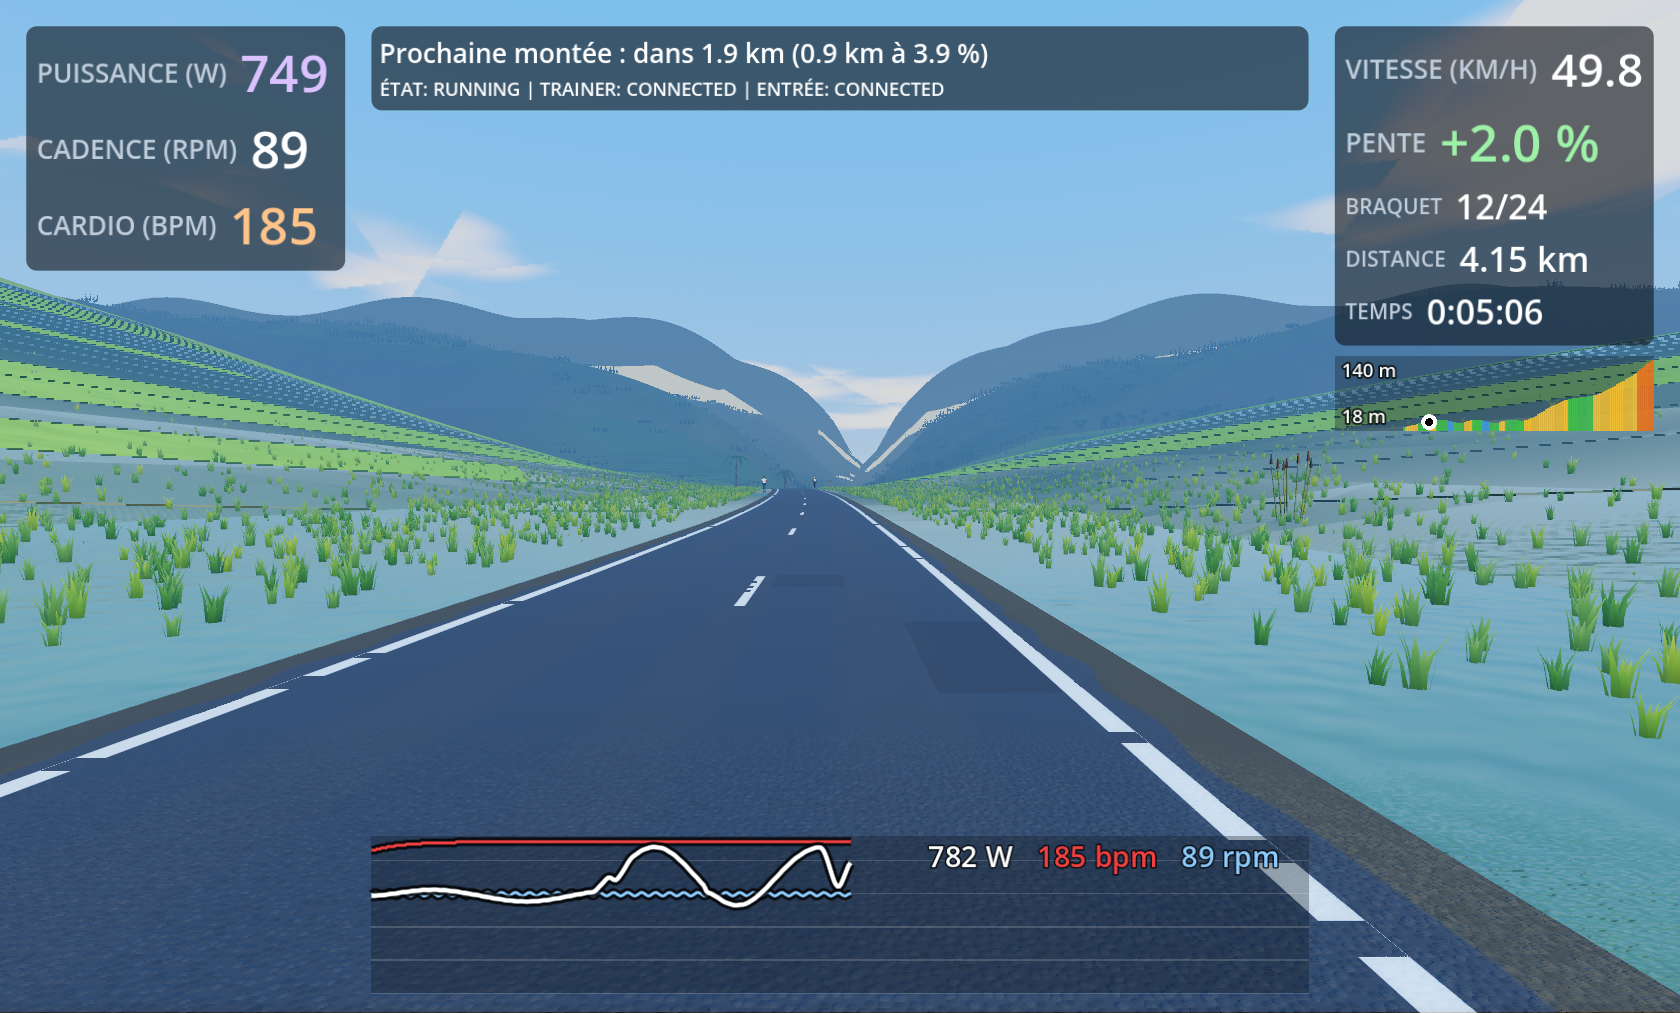 PUISSANCE (W) 749
CADENCE (RPM) 89
CARDIO (BPM) 185
Prochaine montée : dans 1.9 km (0.9 km à 3.9 %)
ÉTAT: RUNNING | TRAINER: CONNECTED | ENTRÉE: CONNECTED
VITESSE (KM/H) 49.8
PENTE +2.0 %
BRAQUET 12/24
DISTANCE 4.15 km
TEMPS 0:05:06
140 m
18 m
782 W 185 bpm 89 rpm